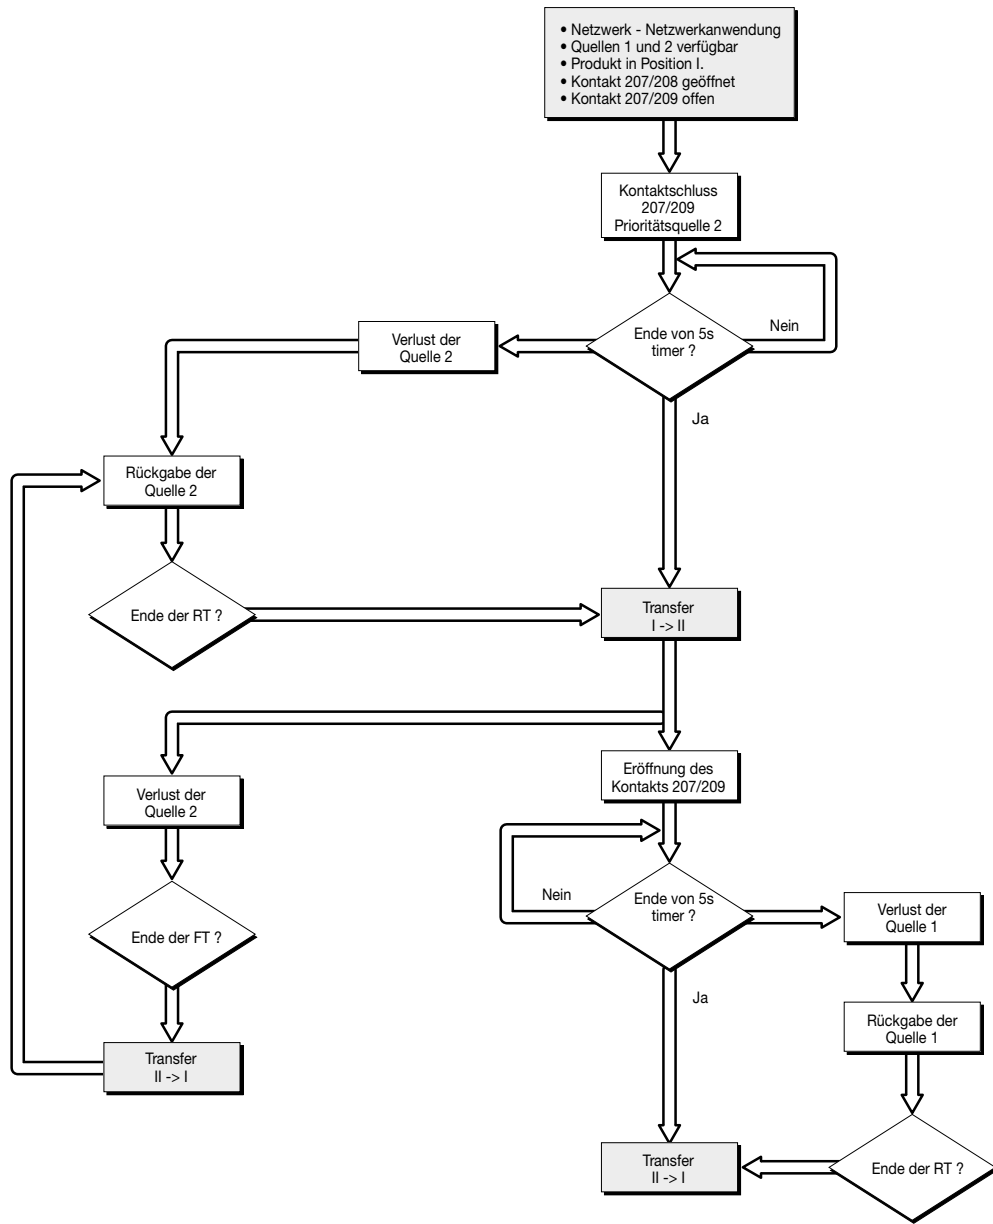 • Netzwerk - Netzwerkanwendung
• Quellen 1 und 2 verfügbar
• Produkt in Position I.
• Kontakt 207/208 geöffnet
• Kontakt 207/209 offen
Kontaktschluss
207/209
Prioritätsquelle 2
Ende von 5s
timer ?
Nein
Ja
Verlust der
Quelle 2
Rückgabe der
Quelle 2
Ende der RT ?
Transfer
I -> II
Verlust der
Quelle 2
Ende der FT ?
Transfer
II -> I
Eröffnung des
Kontakts 207/209
Ende von 5s
timer ?
Nein
Ja
Verlust der
Quelle 1
Rückgabe der
Quelle 1
Ende der RT ?
Transfer
II -> I